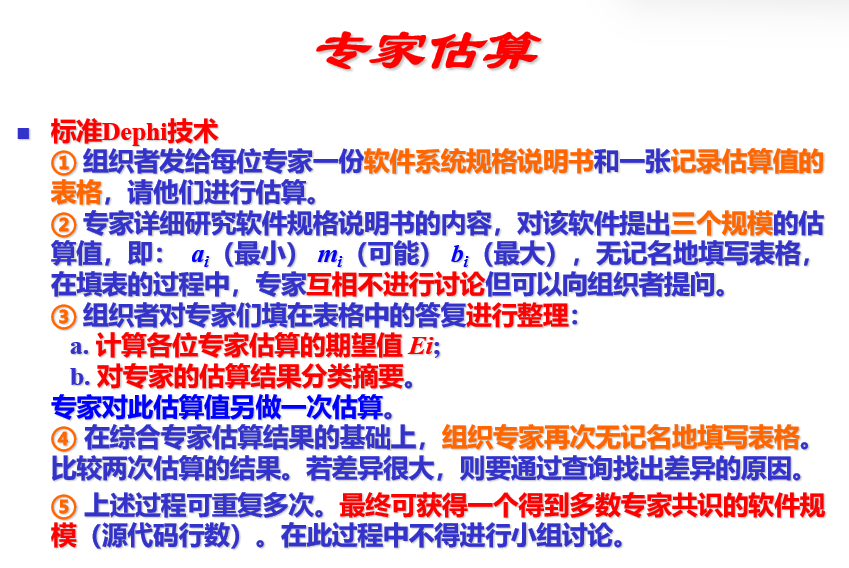 专家估算
标准Dephi技术
① 组织者发给每位专家一份软件系统规格说明书和一张记录估算值的
表格，请他们进行估算。
② 专家详细研究软件规格说明书的内容，对该软件提出三个规模的估
算值，即： ai（最小） mi（可能） bi（最大），无记名地填写表格，
在填表的过程中，专家互相不进行讨论但可以向组织者提问。
③ 组织者对专家们填在表格中的答复进行整理：
a. 计算各位专家估算的期望值 Ei;
b. 对专家的估算结果分类摘要。
专家对此估算值另做一次估算。
④ 在综合专家估算结果的基础上，组织专家再次无记名地填写表格。
比较两次估算的结果。若差异很大，则要通过查询找出差异的原因。
⑤ 上述过程可重复多次。最终可获得一个得到多数专家共识的软件规
模（源代码行数）。在此过程中不得进行小组讨论。